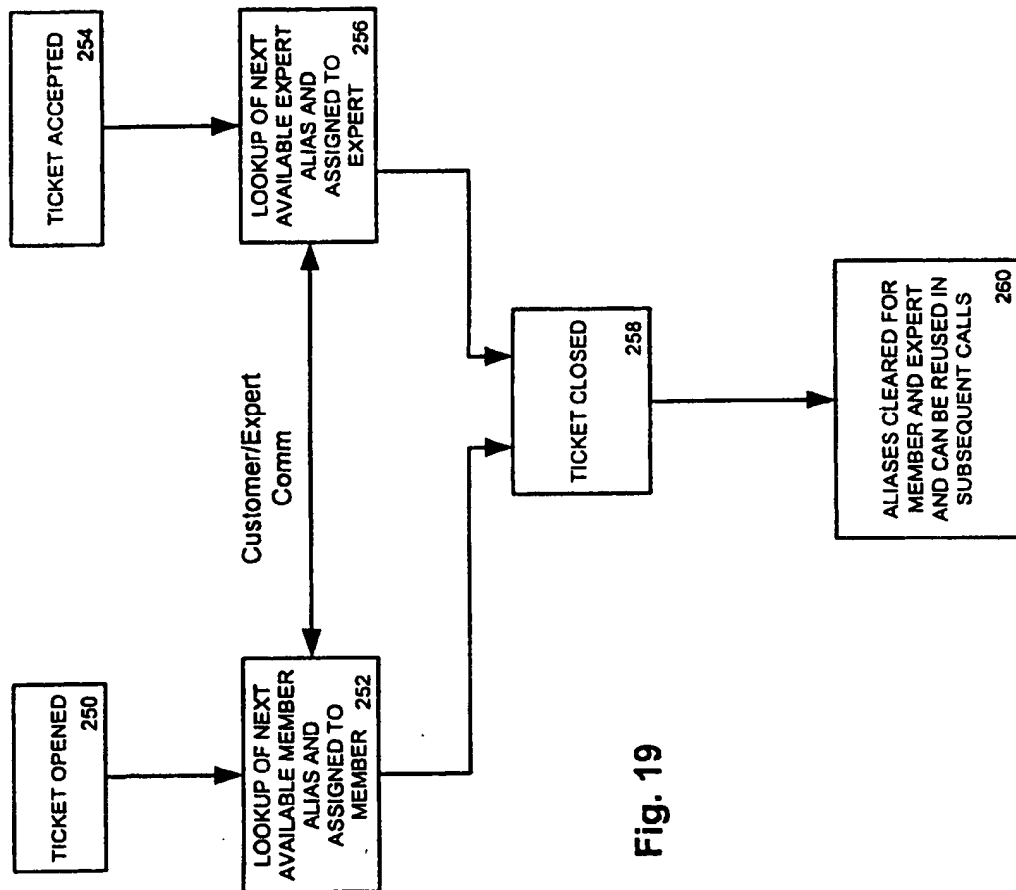 TICKET OPENED
250
LOOKUP OF NEXT
AVAILABLE MEMBER
ALIAS AND
ASSIGNED TO
MEMBER 252
Customer/Expert
Comm
TICKET ACCEPTED
254
LOOKUP OF NEXT
AVAILABLE EXPERT
ALIAS AND
ASSIGNED TO
EXPERT
256
TICKET CLOSED
258
ALIASES CLEARED FOR
MEMBER AND EXPERT
AND CAN BE REUSED IN
SUBSEQUENT CALLS
260
Fig. 19